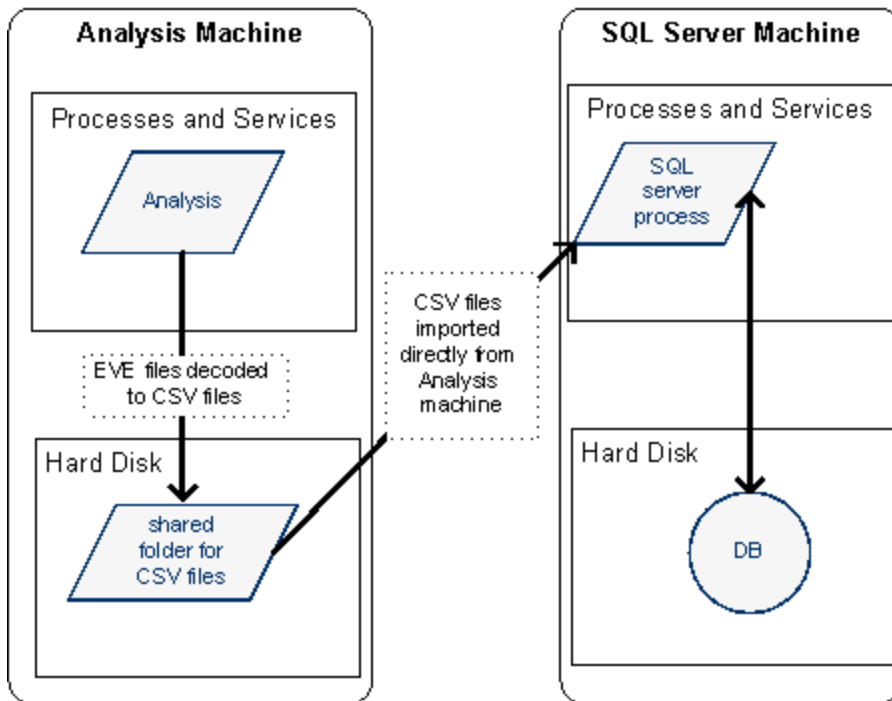 Analysis Machine
Processes and Services
Analysis
EVE files decoded
to CSV files
Hard Disk
shared
folder for
CSV files
CSV files
imported
directly from
Analysis
machine
SQL Server Machine
Processes and Services
SQL
server
process
Hard Disk
DB